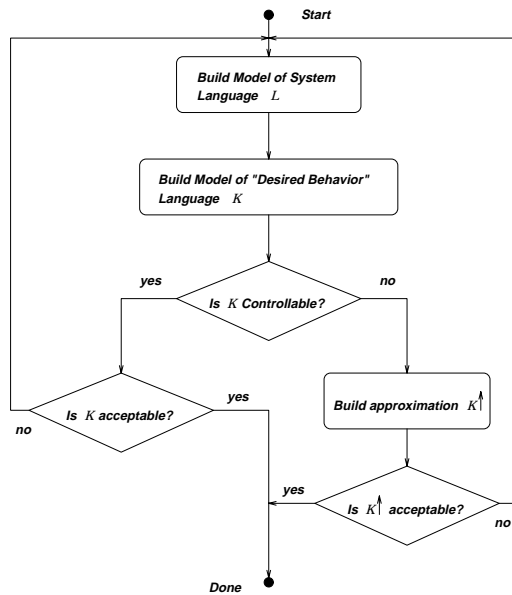 Start
Build Model of System
Language L
Build Model of "Desired Behavior"
Language K
yes
no
Is K Controllable?
Is K acceptable?
yes
no
Build approximation K↑
yes
Is K↑ acceptable?
no
Done